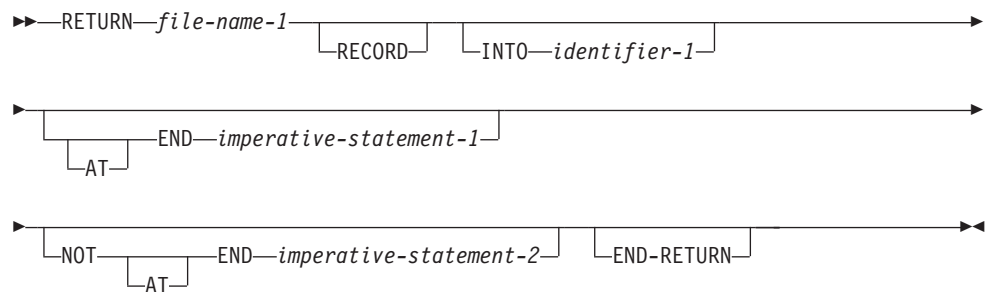 RETURN file-name-1 RECORD INTO identifier-1
AT END imperative-statement-1
NOT AT END imperative-statement-2 END-RETURN